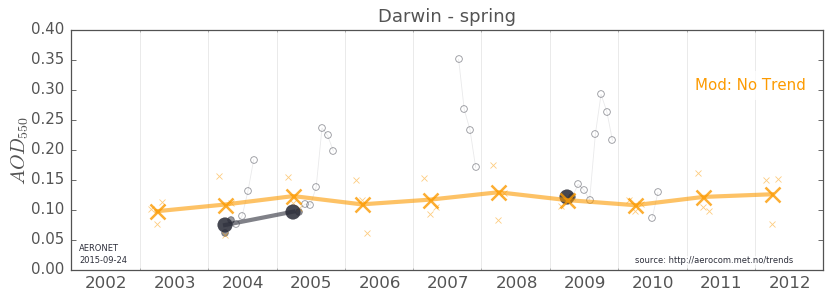 Darwin - spring
0.40
0.35
0.30
0.25
0.20
0.15
0.10
0.05
0.00
AOD550
Mod: No Trend
AERONET
2015-09-24
source: http://aerocom.met.no/trends
2002 2003 2004 2005 2006 2007 2008 2009 2010 2011 2012